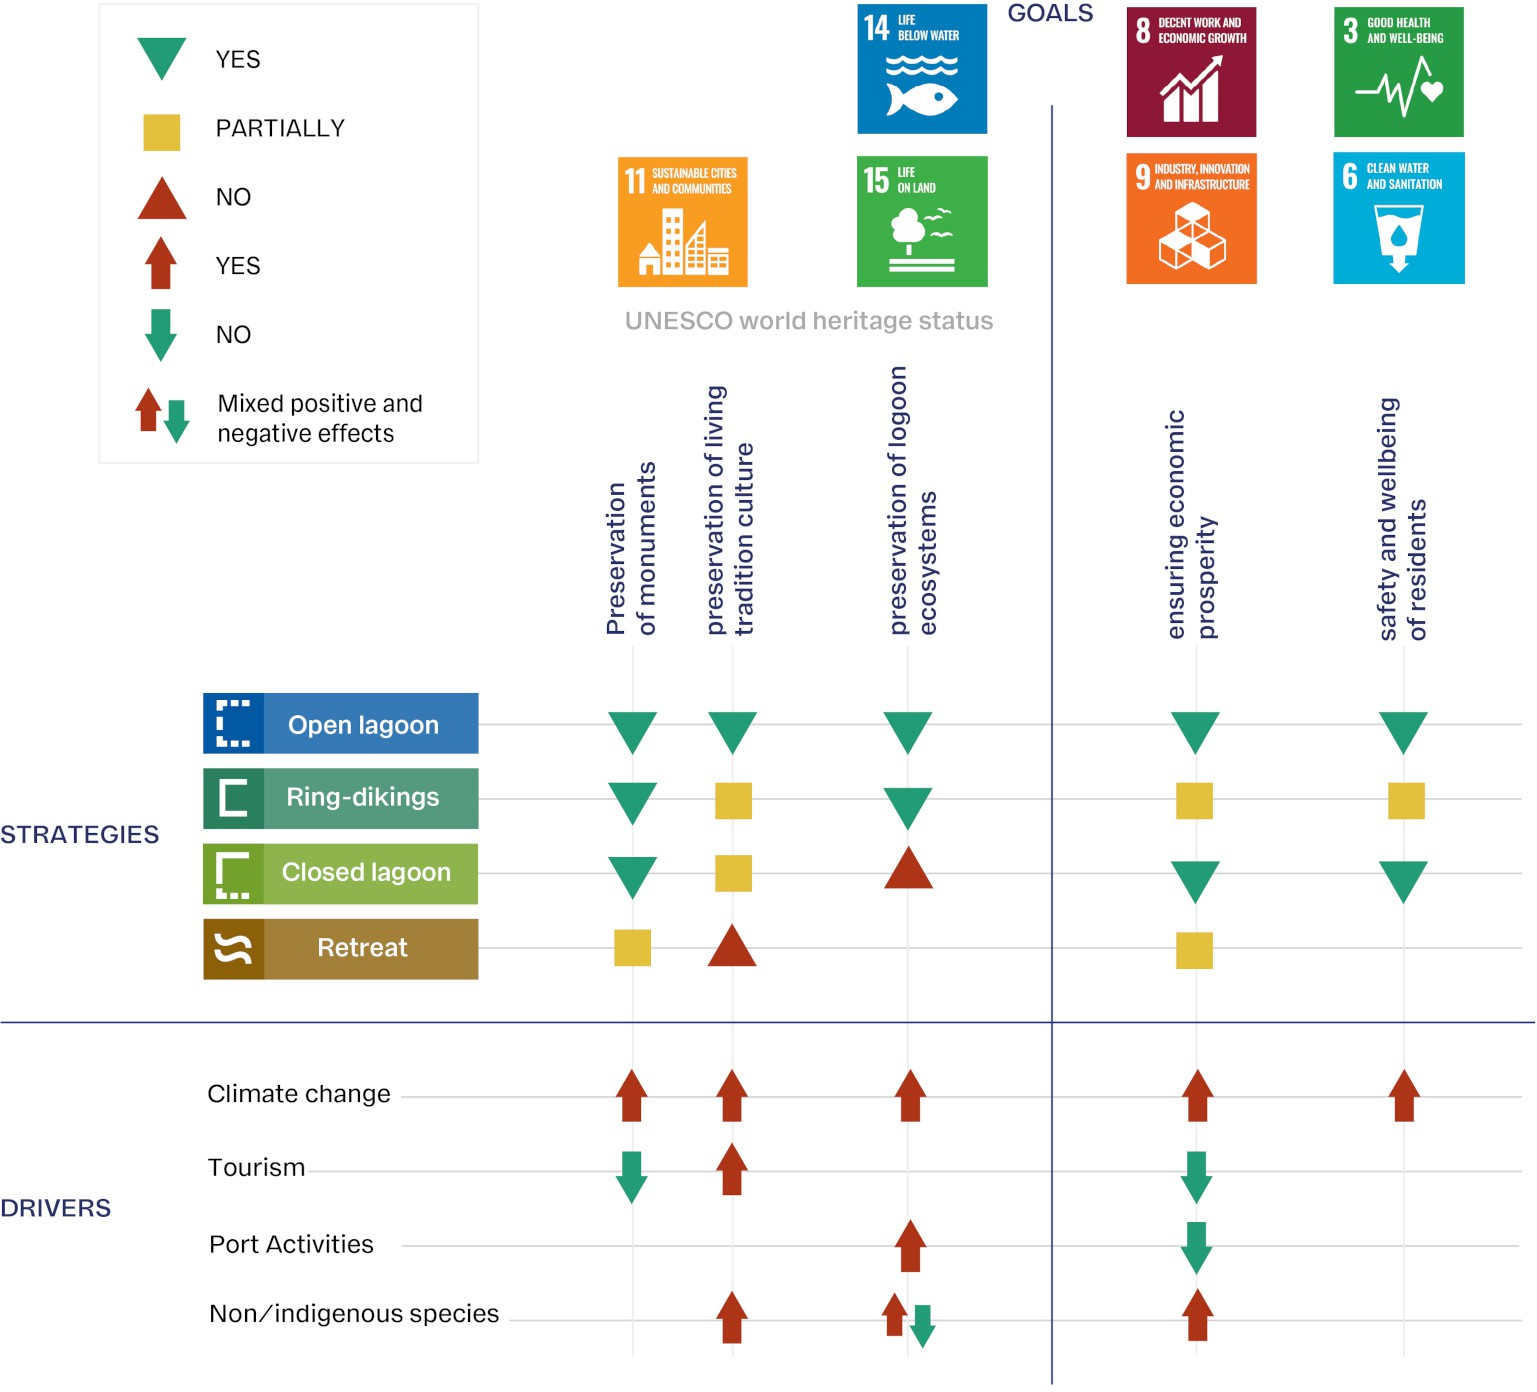 YES
PARTIALLY
NO
YES
NO
Mixed positive and
negative effects
GOALS
14 LIFE
BELOW WATER
8 DECENT WORK AND
ECONOMIC GROWTH
3 GOOD HEALTH
AND WELL-BEING
11 SUSTAINABLE CITIES
AND COMMUNITIES
15 LIFE
ON LAND
9 INDUSTRY, INNOVATION
AND INFRASTRUCTURE
6 CLEAN WATER
AND SANITATION
UNESCO world heritage status
Preservation
of monuments
preservation of living
tradition culture
preservation of logoon
ecosystems
ensuring economic
prosperity
safety and wellbeing
of residents
STRATEGIES
Open lagoon
Ring-dikings
Closed lagoon
Retreat
DRIVERS
Climate change
Tourism
Port Activities
Non/indigenous species